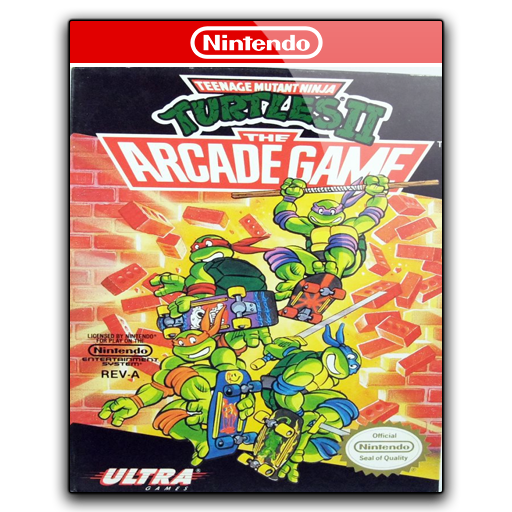 Nintendo
TEENAGE MUTANT NINJA
TURTLES II
THE
ARCADE GAME
LICENSED BY NINTENDO
FOR PLAY ON THE
Nintendo
ENTERTAINMENT
SYSTEM
REV-A
Official
Nintendo
Seal of Quality
ULTRA
GAMES